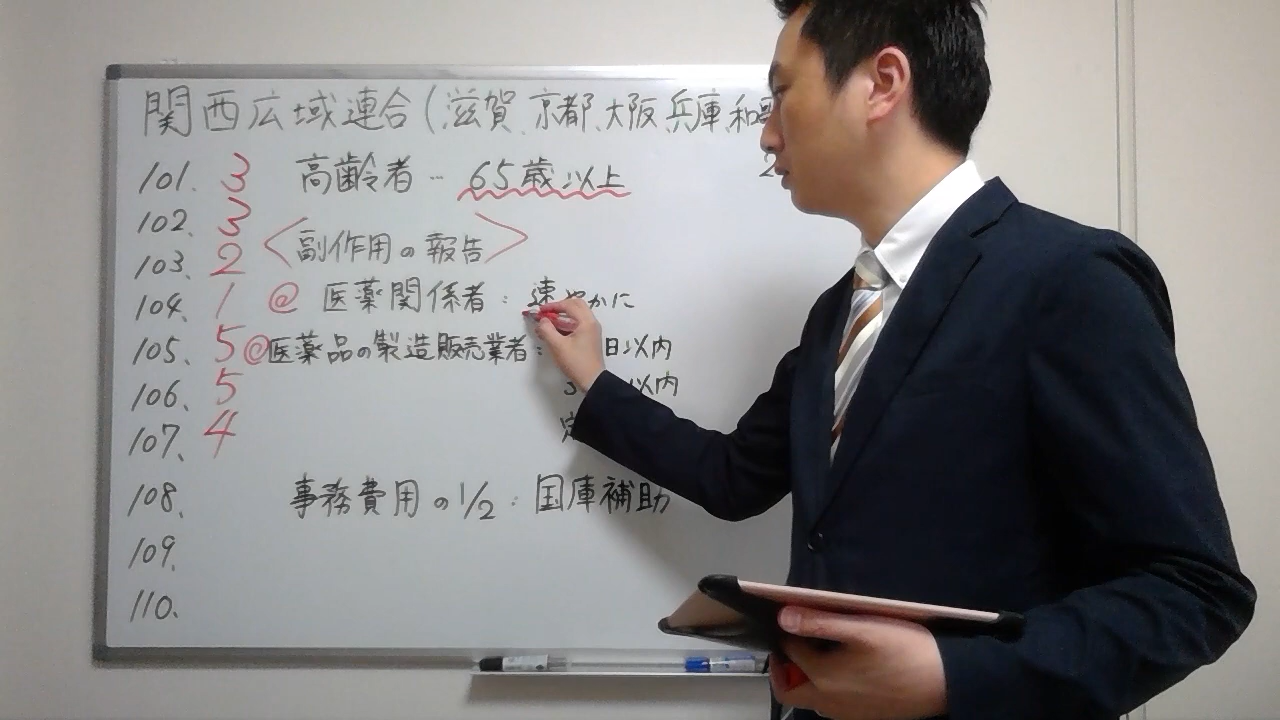 関西広域連合(滋賀、京都、大阪、兵庫、和歌
101. 3 高齢者… 65歳以上 2
102. 3
103. 2 〈副作用の報告〉
104. 1 @ 医薬関係者: 速やかに
105. 5 @医薬品の製造販売業者: 日以内
106. 5 3 以内
107. 4 定
108. 事務費用の1/2:国庫補助
109.
110.